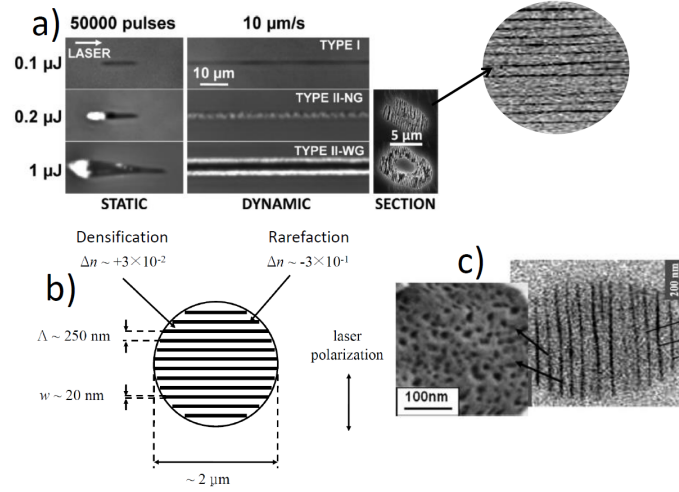 a)
50000 pulses
10 µm/s
0.1 µJ
LASER
TYPE I
10 µm
0.2 µJ
TYPE II-NG
1 µJ
TYPE II-WG
5 µm
STATIC
DYNAMIC
SECTION
Densification
Δn ~ +3×10⁻²
Rarefaction
Δn ~ -3×10⁻¹
b)
Λ ~ 250 nm
w ~ 20 nm
~ 2 µm
laser
polarization
c)
200 nm
100nm